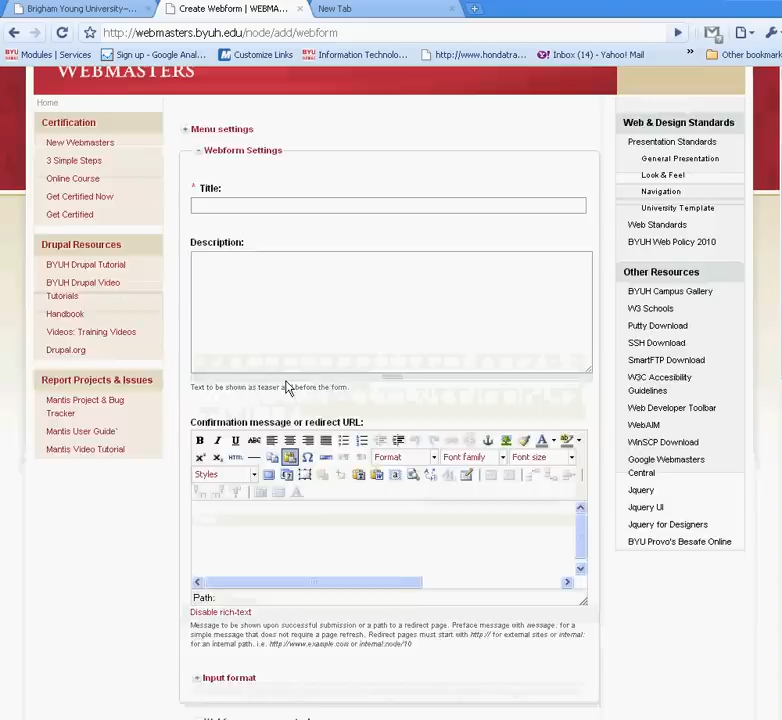 Brigham Young University–...
Create Webform | WEBMA...
New Tab
http://webmasters.byuh.edu/node/add/webform
Modules | Services
Sign up - Google Anal...
Customize Links
Information Technolo...
http://www.hondatra...
Inbox (14) - Yahoo! Mail
»
Other bookmark
WEBMASTERS
Home
Certification
New Webmasters
3 Simple Steps
Online Course
Get Certified Now
Get Certified
Drupal Resources
BYUH Drupal Tutorial
BYUH Drupal Video
Tutorials
Handbook
Videos: Training Videos
Drupal.org
Report Projects & Issues
Mantis Project & Bug
Tracker
Mantis User Guide`
Mantis Video Tutorial
Menu settings
Webform Settings
* Title:
Description:
Text to be shown as teaser before the form.
Confirmation message or redirect URL:
B I U ABC
HTML
Format
Font family
Font size
Styles
Path:
Disable rich-text
Message to be shown upon successful submission or a path to a redirect page. Preface message with message: for a
simple message that does not require a page refresh. Redirect pages must start with http:// for external sites or internal:
for an internal path. i.e. http://www.example.com or internal:node/10
Input format
Web & Design Standards
Presentation Standards
General Presentation
Look & Feel
Navigation
University Template
Web Standards
BYUH Web Policy 2010
Other Resources
BYUH Campus Gallery
W3 Schools
Putty Download
SSH Download
SmartFTP Download
W3C Accesibility
Guidelines
Web Developer Toolbar
WebAIM
WinSCP Download
Google Webmasters
Central
Jquery
Jquery UI
Jquery for Designers
BYU Provo's Besafe Online